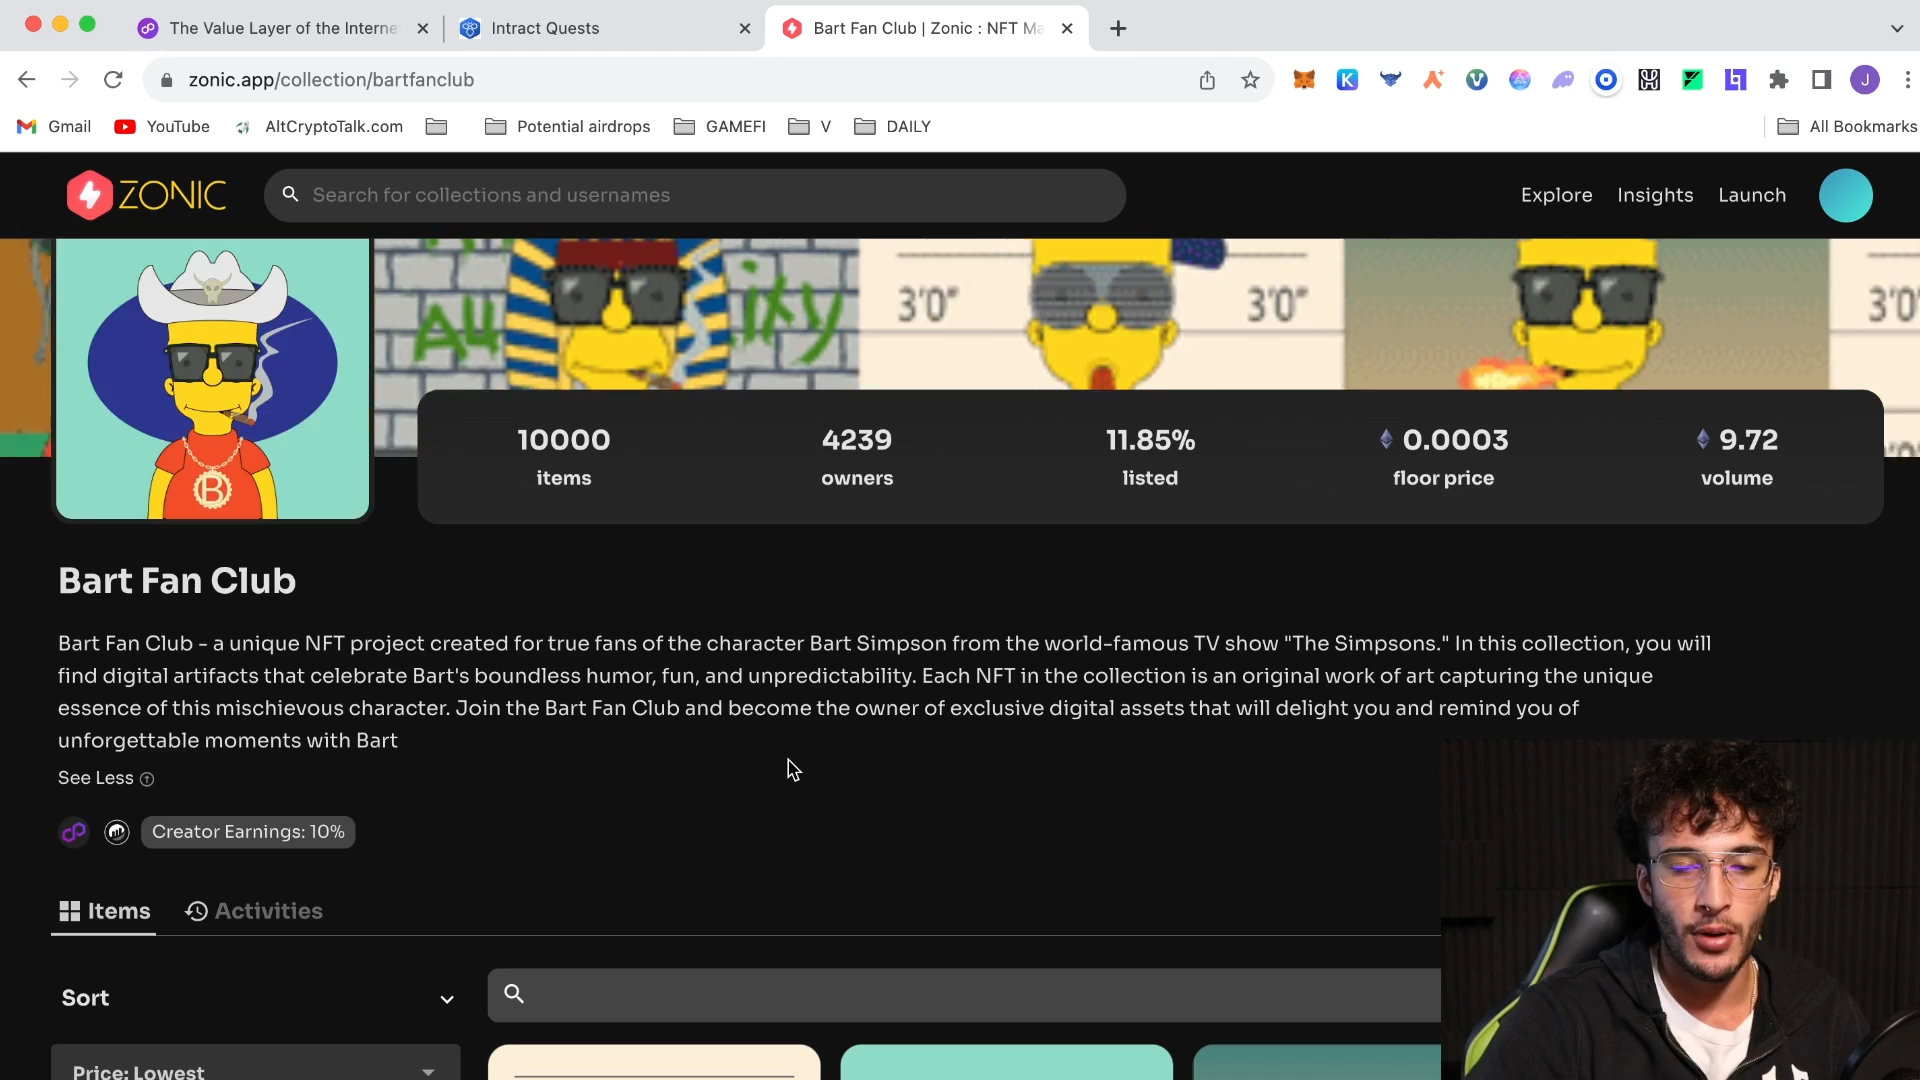 The Value Layer of the Interne
Intract Quests
Bart Fan Club | Zonic : NFT Ma
zonic.app/collection/bartfanclub
J
Gmail
YouTube
AltCryptoTalk.com
Potential airdrops
GAMEFI
V
DAILY
All Bookmarks
ZONIC
Search for collections and usernames
Explore
Insights
Launch
3'0"
3'0"
3'0
B
10000
items
4239
owners
11.85%
listed
0.0003
floor price
9.72
volume
Bart Fan Club
Bart Fan Club - a unique NFT project created for true fans of the character Bart Simpson from the world-famous TV show "The Simpsons." In this collection, you will
find digital artifacts that celebrate Bart's boundless humor, fun, and unpredictability. Each NFT in the collection is an original work of art capturing the unique
essence of this mischievous character. Join the Bart Fan Club and become the owner of exclusive digital assets that will delight you and remind you of
unforgettable moments with Bart
See Less
Creator Earnings: 10%
Items
Activities
Sort
Price: Lowest